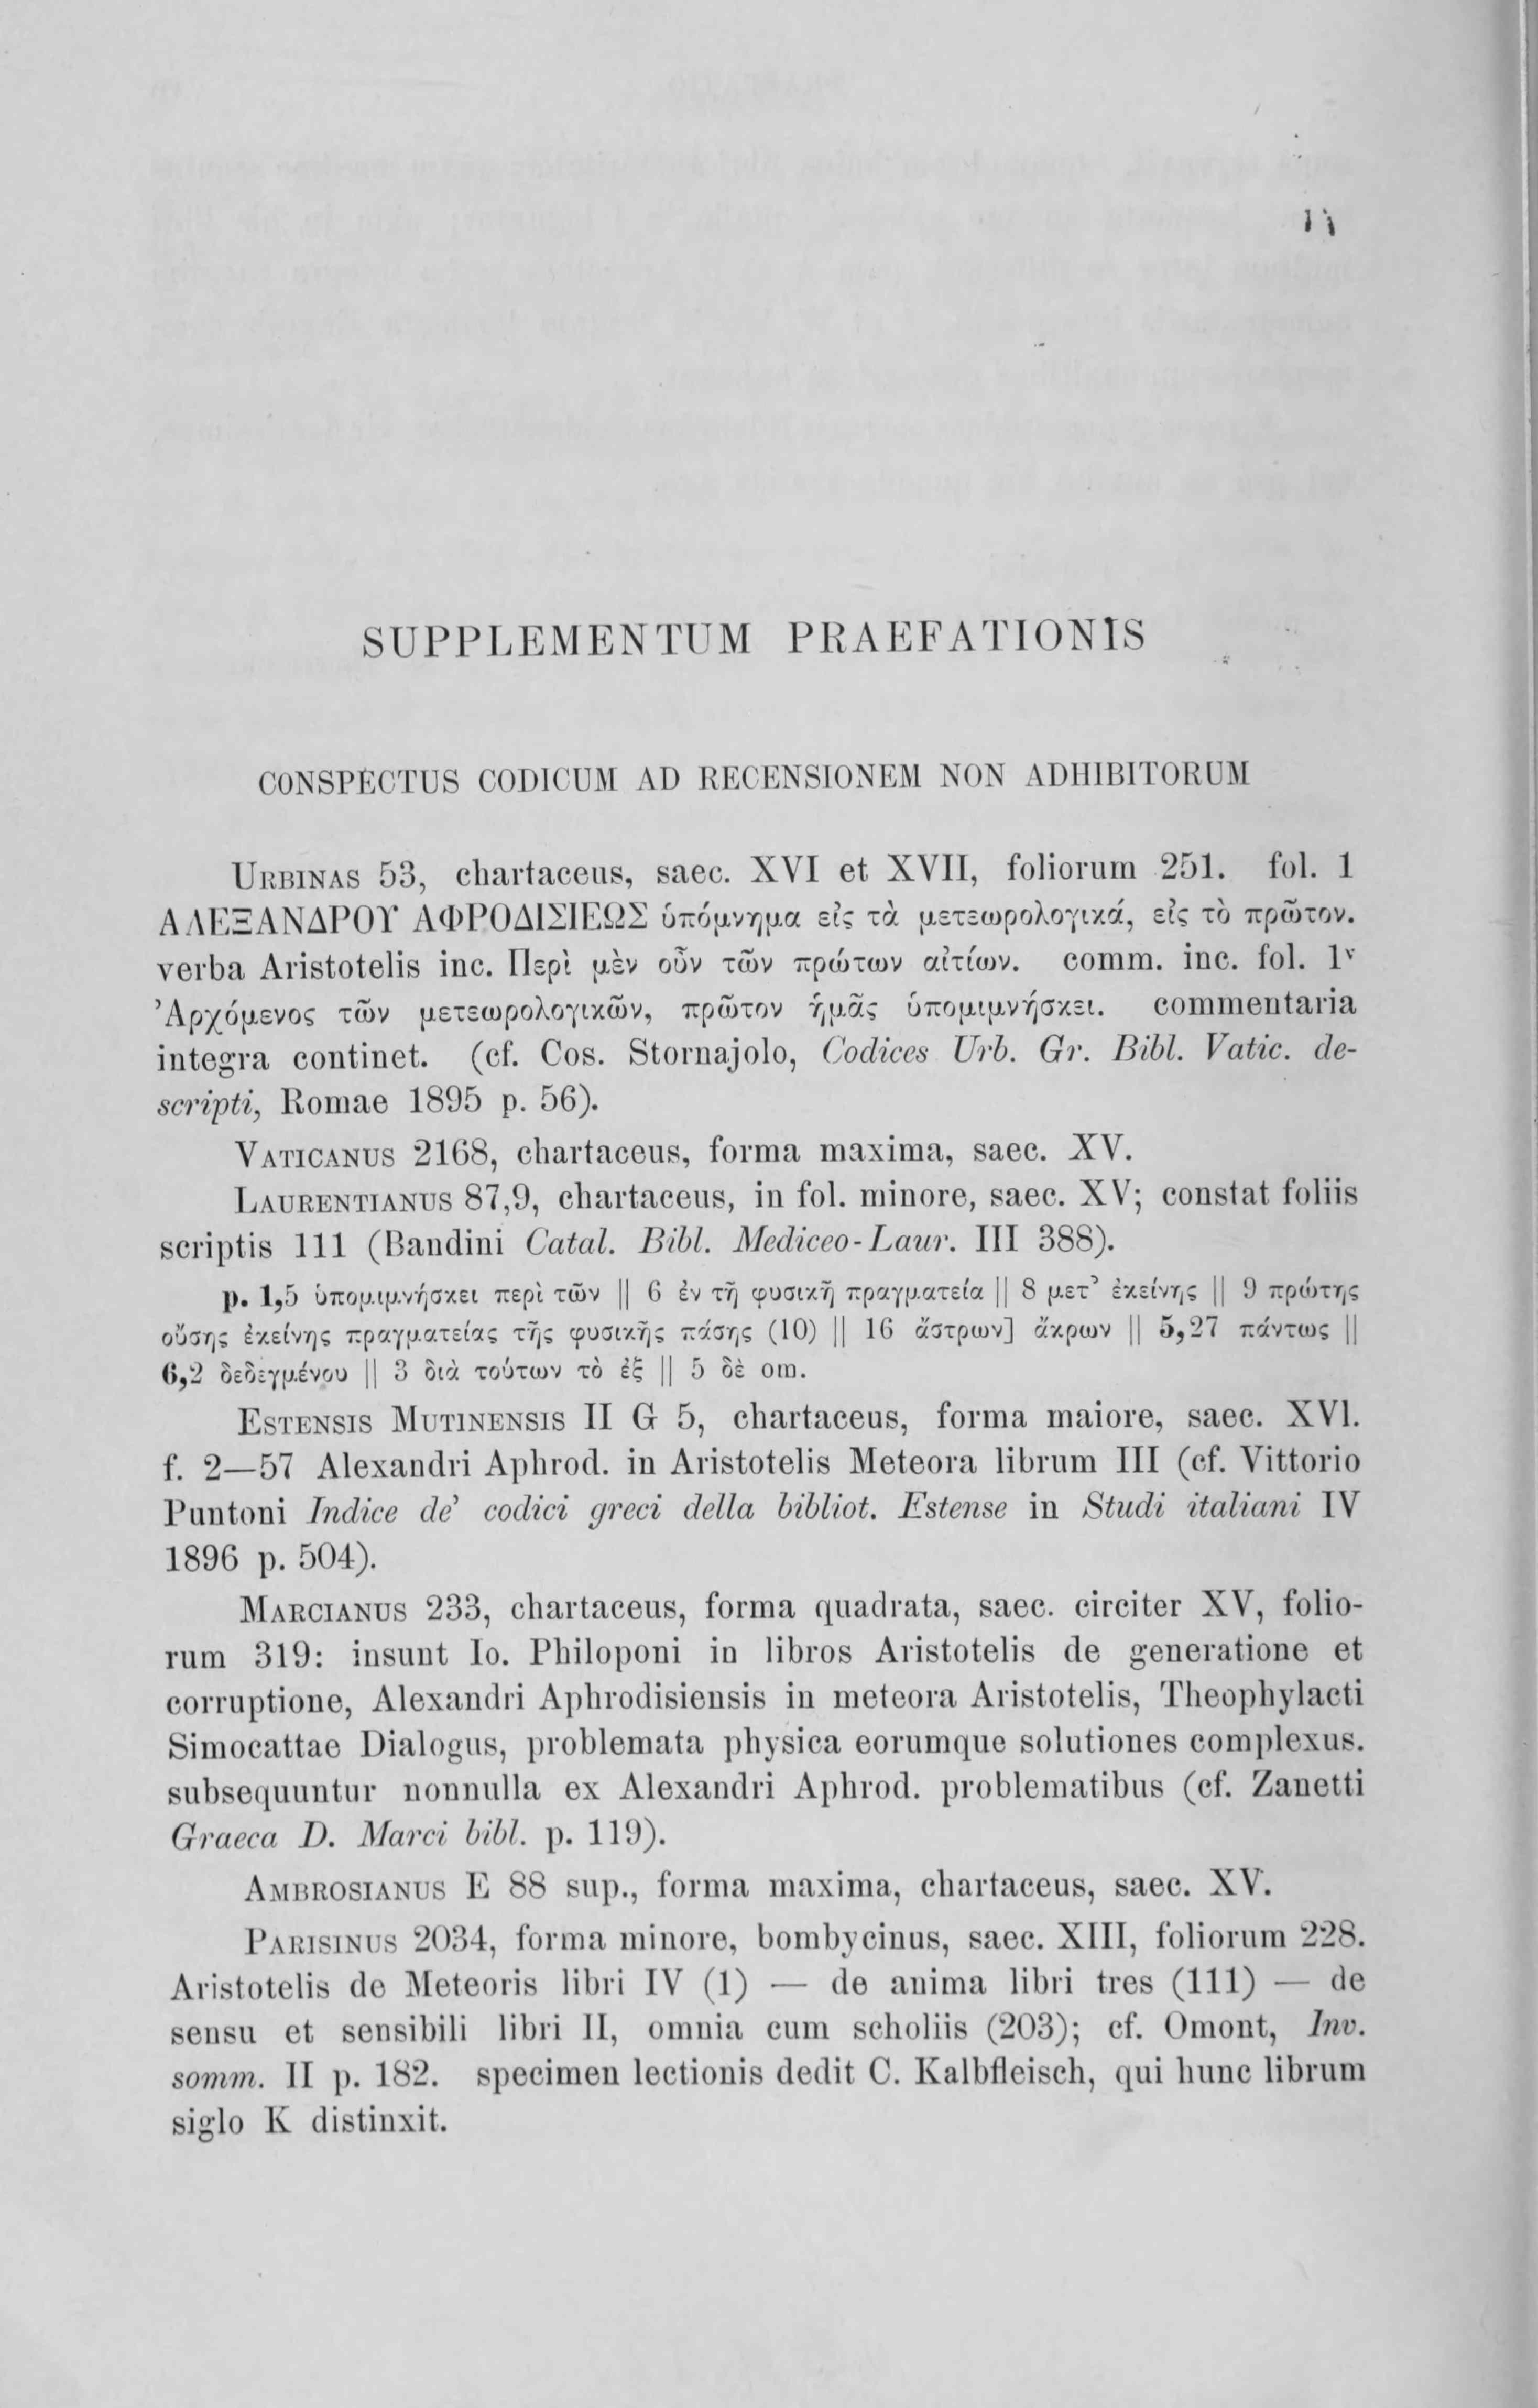 SUPPLEMENTUM PRAEFATIONIS
CONSPECTUS CODICUM AD RECENSIONEM NON ADHIBITORUM
URBINAS 53, chartaceus, saec. XVI et XVII, foliorum 251. fol. 1
ΑΛΕΞΑΝΔΡΟΥ ΑΦΡΟΔΙΣΙΕΩΣ ὑπόμνημα εἰς τὰ μετεωρολογικά, εἰς τὸ πρῶτον.
verba Aristotelis inc. Περὶ μὲν οὖν τῶν πρώτων αἰτίων. comm. inc. fol. 1ᵛ
Ἀρχόμενος τῶν μετεωρολογικῶν, πρῶτον ἡμᾶς ὑπομιμνήσκει. commentaria
integra continet. (cf. Cos. Stornajolo, Codices Urb. Gr. Bibl. Vatic. de-
scripti, Romae 1895 p. 56).
VATICANUS 2168, chartaceus, forma maxima, saec. XV.
LAURENTIANUS 87,9, chartaceus, in fol. minore, saec. XV; constat foliis
scriptis 111 (Bandini Catal. Bibl. Mediceo-Laur. III 388).
p. 1,5 ὑπομιμνήσκει περὶ τῶν || 6 ἐν τῇ φυσικῇ πραγματεία || 8 μετ᾽ ἐκείνης || 9 πρώτης
οὔσης ἐκείνης πραγματείας τῆς φυσικῆς πάσης (10) || 16 ἄστρων] ἄκρων || 5,27 πάντως ||
6,2 δεδεγμένου || 3 διὰ τούτων τὸ ἐξ || 5 δὲ om.
ESTENSIS MUTINENSIS II G 5, chartaceus, forma maiore, saec. XVI.
f. 2—57 Alexandri Aphrod. in Aristotelis Meteora librum III (cf. Vittorio
Puntoni Indice de' codici greci della bibliot. Estense in Studi italiani IV
1896 p. 504).
MARCIANUS 233, chartaceus, forma quadrata, saec. circiter XV, folio-
rum 319: insunt Io. Philoponi in libros Aristotelis de generatione et
corruptione, Alexandri Aphrodisiensis in meteora Aristotelis, Theophylacti
Simocattae Dialogus, problemata physica eorumque solutiones complexus.
subsequuntur nonnulla ex Alexandri Aphrod. problematibus (cf. Zanetti
Graeca D. Marci bibl. p. 119).
AMBROSIANUS E 88 sup., forma maxima, chartaceus, saec. XV.
PARISINUS 2034, forma minore, bombycinus, saec. XIII, foliorum 228.
Aristotelis de Meteoris libri IV (1) — de anima libri tres (111) — de
sensu et sensibili libri II, omnia cum scholiis (203); cf. Omont, Inv.
somm. II p. 182. specimen lectionis dedit C. Kalbfleisch, qui hunc librum
siglo K distinxit.